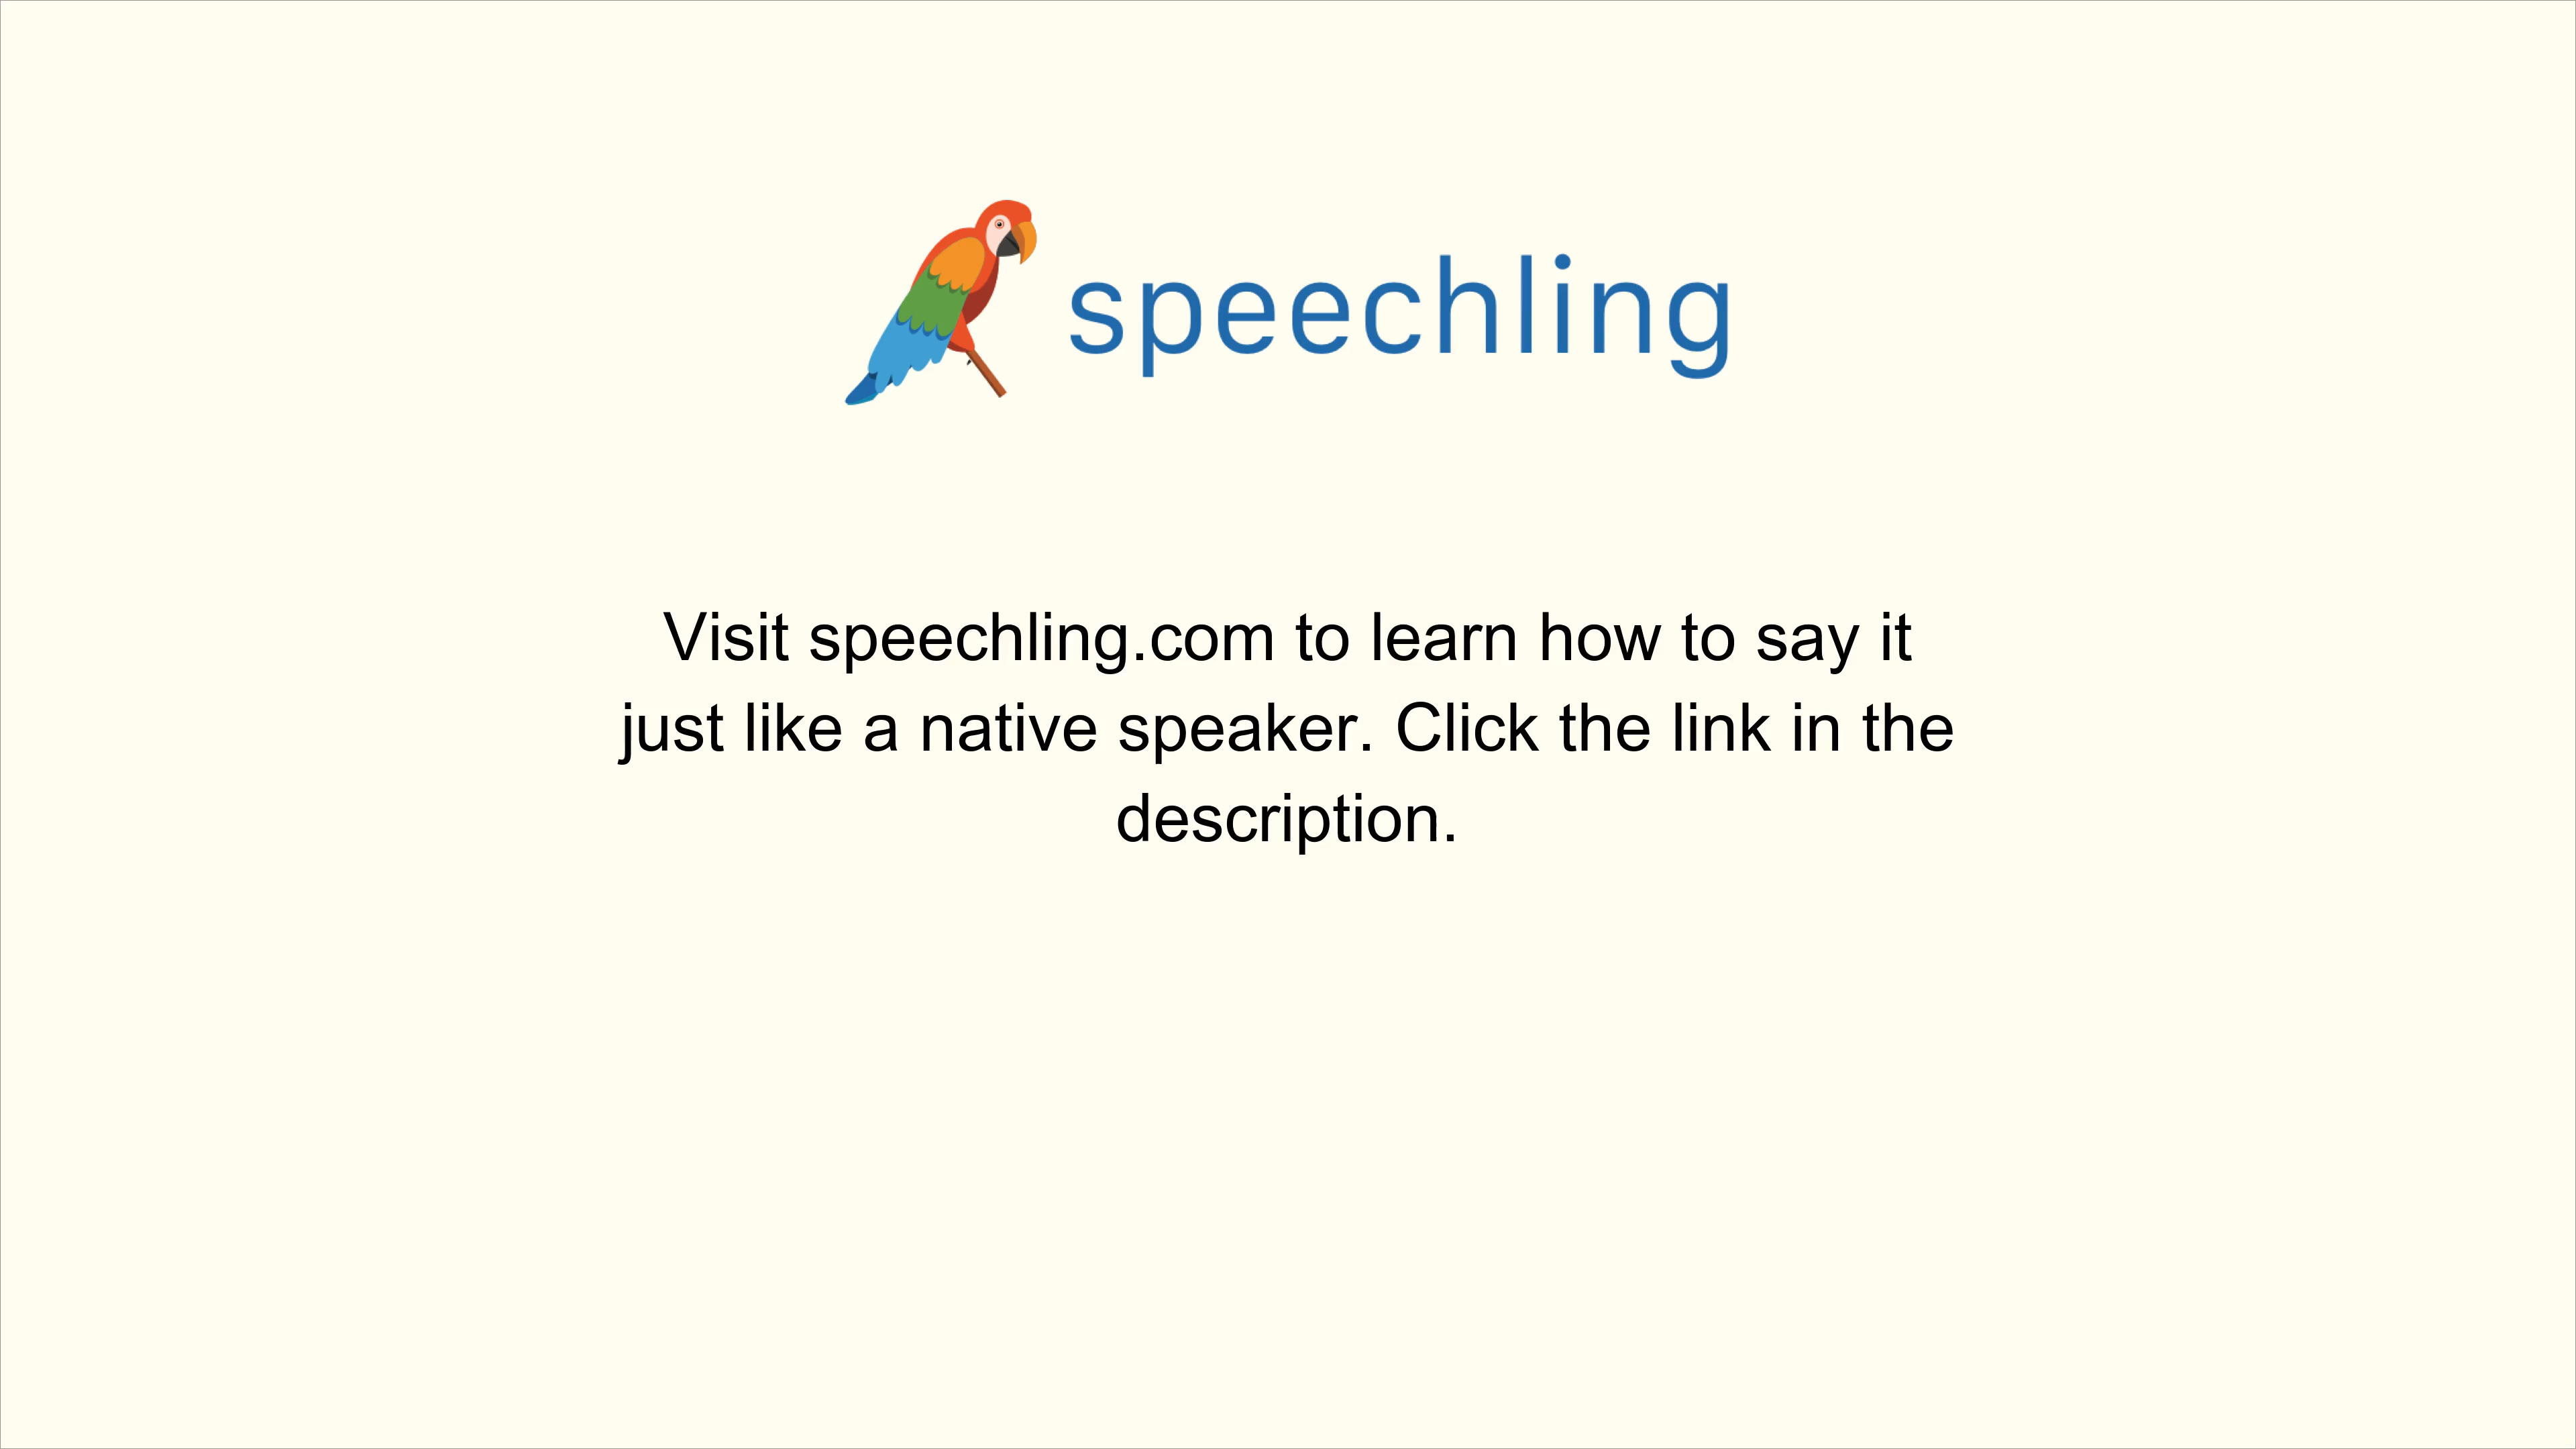 speechling
Visit speechling.com to learn how to say it
just like a native speaker. Click the link in the
description.